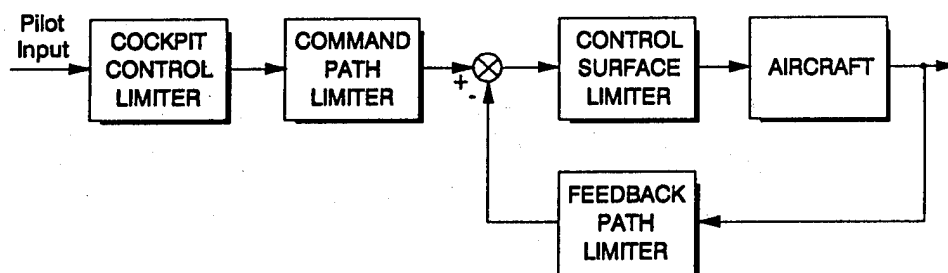 Pilot
Input
COCKPIT
CONTROL
LIMITER
COMMAND
PATH
LIMITER
+
-
CONTROL
SURFACE
LIMITER
AIRCRAFT
FEEDBACK
PATH
LIMITER